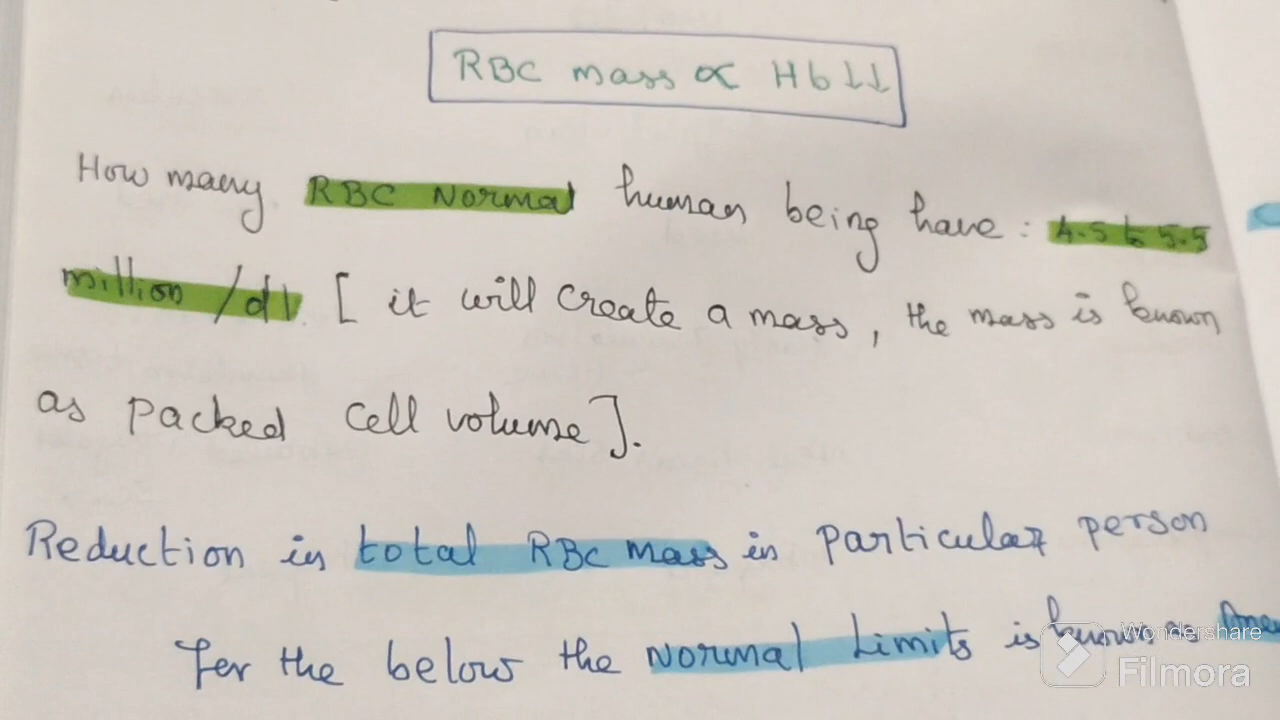 RBC mass ∝ Hb↓↓
How many RBC Normal human being have : 4.5 to 5.5
million /dl. [ it will create a mass, the mass is known
as packed cell volume].
Reduction in total RBC mass in particular person
for the below the normal limits is known as
Wondershare
Filmora